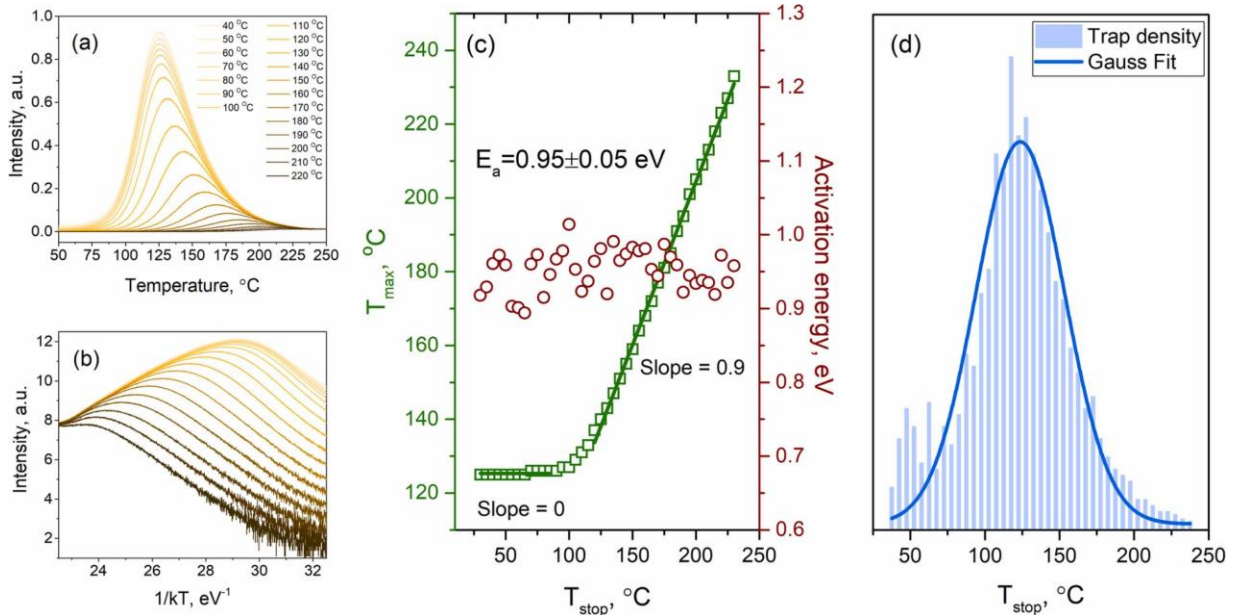 (a)
40 °C
50 °C
60 °C
70 °C
80 °C
90 °C
100 °C
110 °C
120 °C
130 °C
140 °C
150 °C
160 °C
170 °C
180 °C
190 °C
200 °C
210 °C
220 °C
Intensity, a.u.
0.8
0.6
0.4
0.2
0.0
50 75 100 125 150 175 200 225 250
Temperature, °C
(b)
Intensity, a.u.
12
10
8
6
4
2
24 26 28 30 32
1/kT, eV⁻¹
(c)
Eₐ=0.95±0.05 eV
Slope = 0.9
Slope = 0
T_max, °C
240
220
200
180
160
140
120
50 100 150 200 250
T_stop, °C
1.3
1.2
1.1
1.0
0.9
0.8
0.7
0.6
Activation energy, eV
(d)
Trap density
Gauss Fit
50 100 150 200 250
T_stop, °C